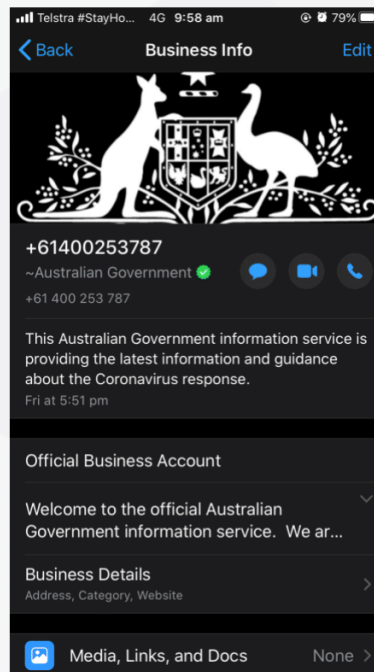 Telstra #StayHo... 4G 9:58 am 79%
Back Business Info Edit
+61400253787
~Australian Government
+61 400 253 787
This Australian Government information service is
providing the latest information and guidance
about the Coronavirus response.
Fri at 5:51 pm
Official Business Account
Welcome to the official Australian
Government information service. We ar...
Business Details
Address, Category, Website
Media, Links, and Docs None